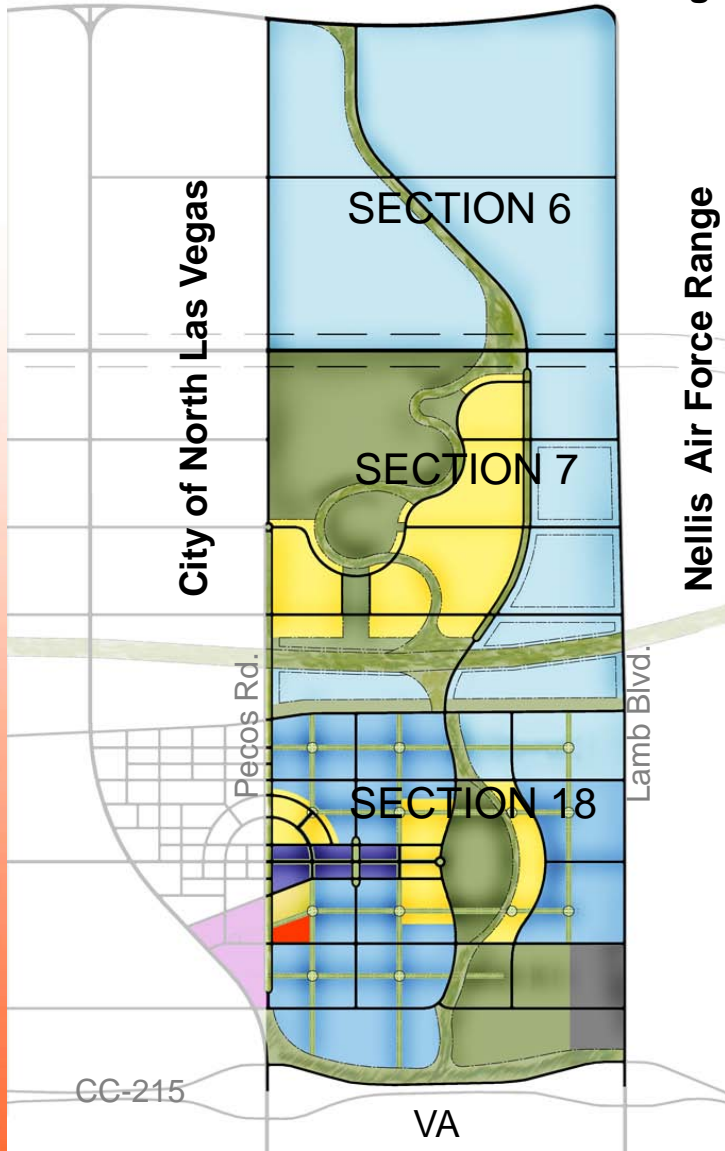 SECTION 6
City of North Las Vegas
Nellis Air Force Range
SECTION 7
Pecos Rd.
Lamb Blvd.
SECTION 18
CC-215
VA